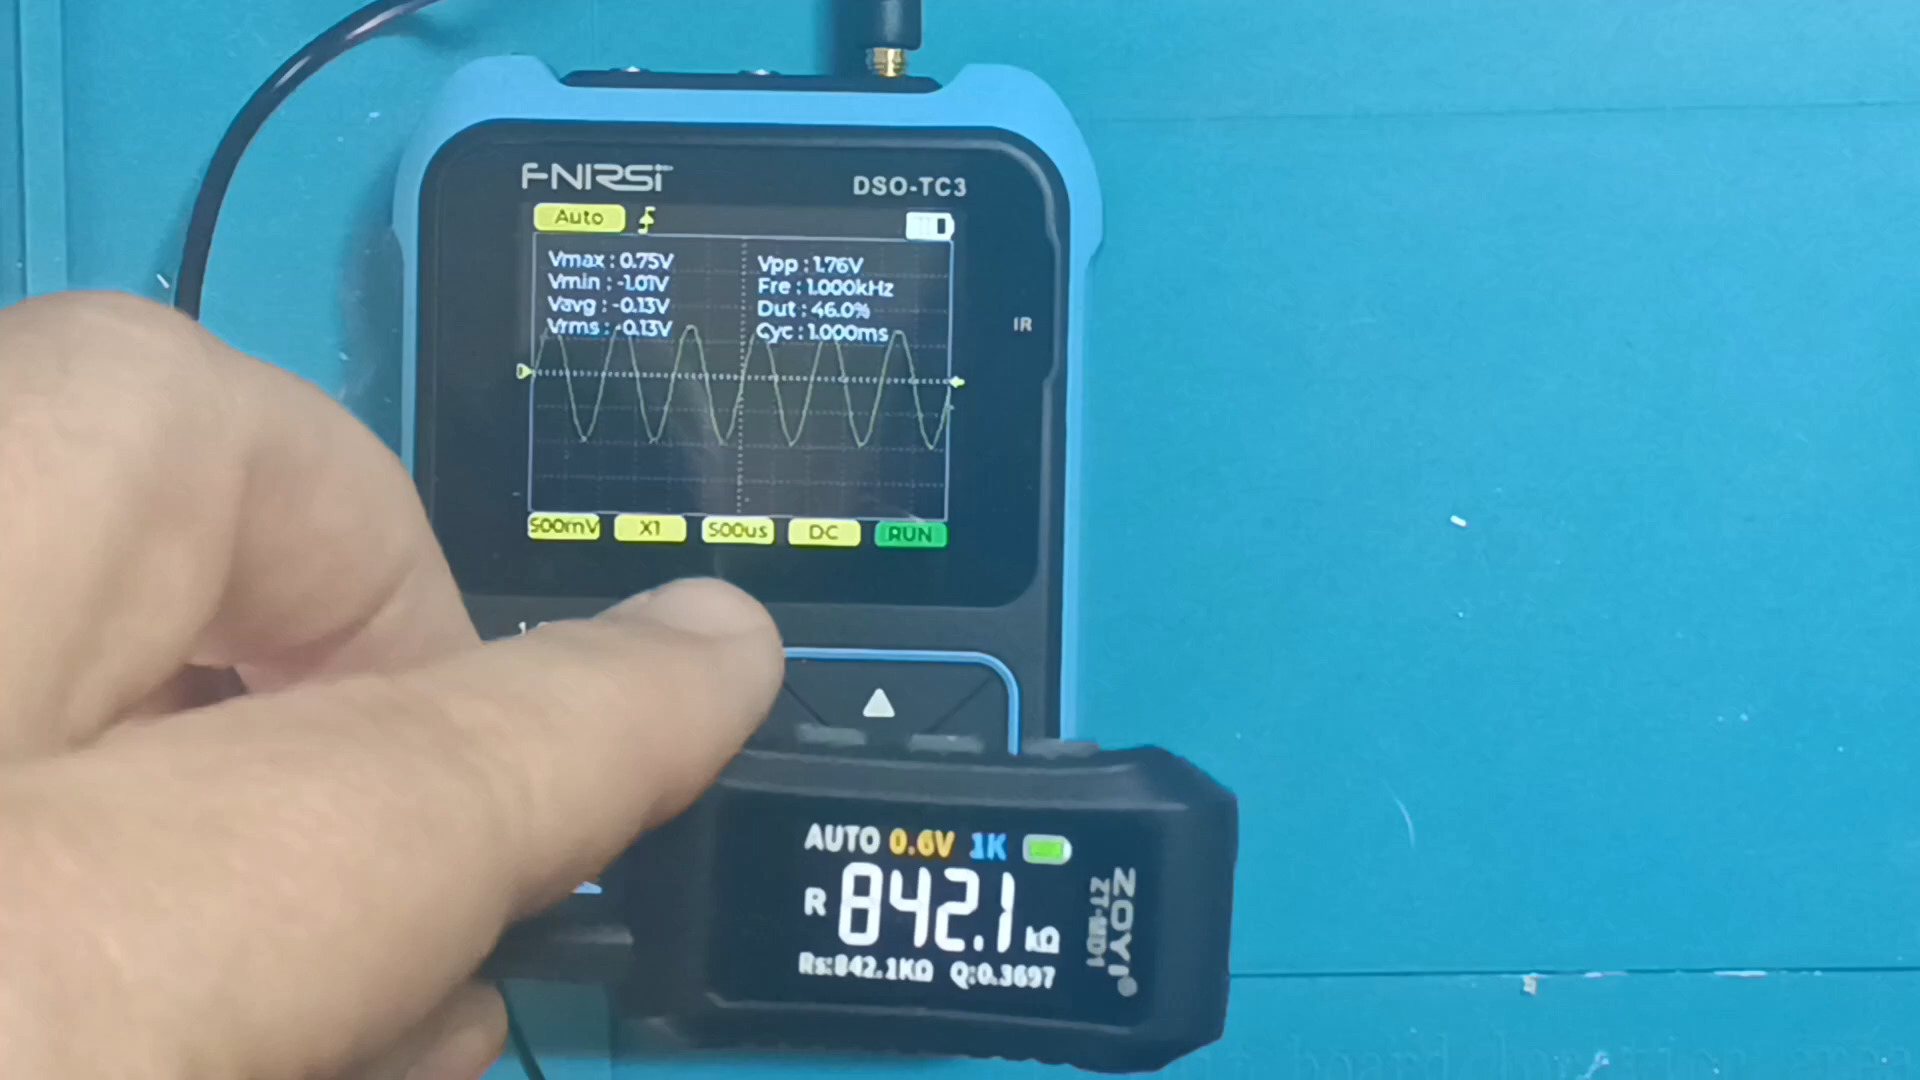 FNIRSI
DSO-TC3
Auto
Vmax : 0.75V
Vmin : -1.01V
Vavg : -0.13V
Vrms : -0.13V
Vpp : 1.76V
Fre : 1.000kHz
Dut : 46.0%
Cyc : 1.000ms
IR
500mV X1 500us DC RUN
AUTO 0.6V 1K
R 842.1 kΩ
Rs:842.1KΩ Q:0.3697
ZOYI®
ZT-MD1